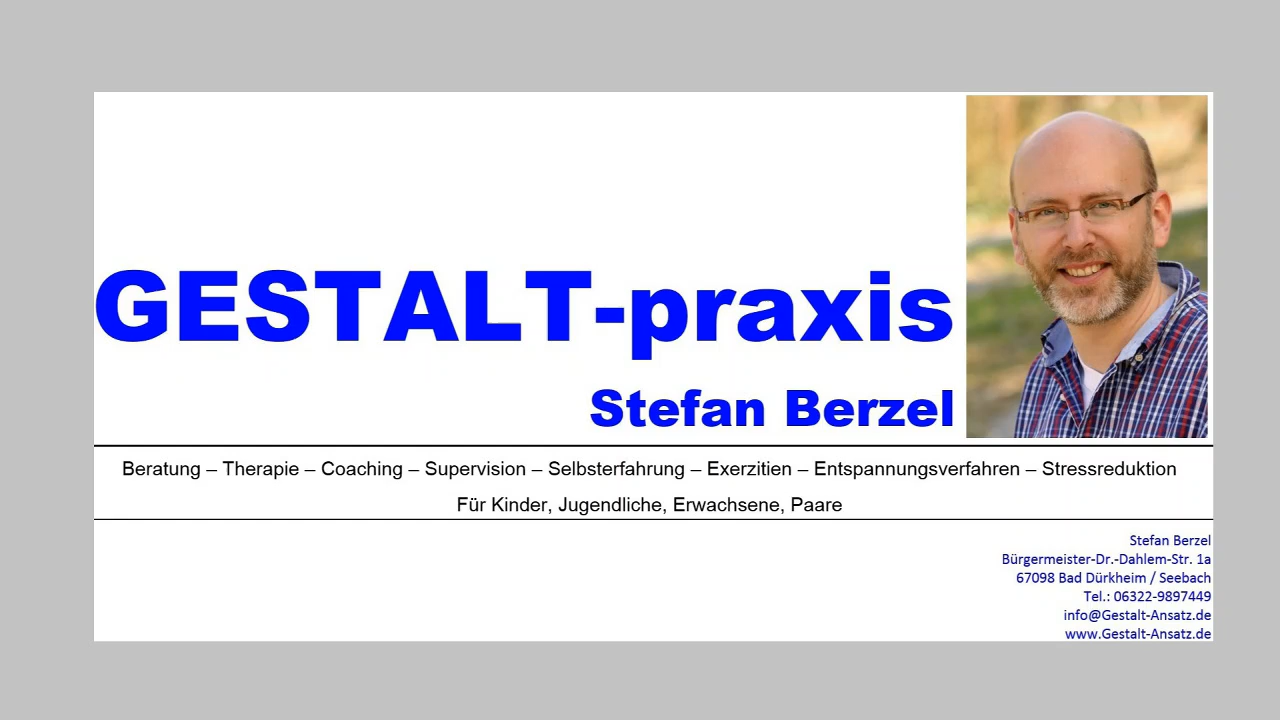 GESTALT-praxis
Stefan Berzel
Beratung – Therapie – Coaching – Supervision – Selbsterfahrung – Exerzitien – Entspannungsverfahren – Stressreduktion
Für Kinder, Jugendliche, Erwachsene, Paare
Stefan Berzel
Bürgermeister-Dr.-Dahlem-Str. 1a
67098 Bad Dürkheim / Seebach
Tel.: 06322-9897449
info@Gestalt-Ansatz.de
www.Gestalt-Ansatz.de